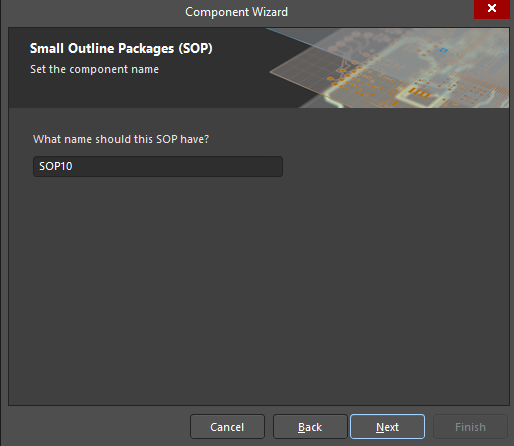 Component Wizard
Small Outline Packages (SOP)
Set the component name
What name should this SOP have?
SOP10
Cancel
Back
Next
Finish